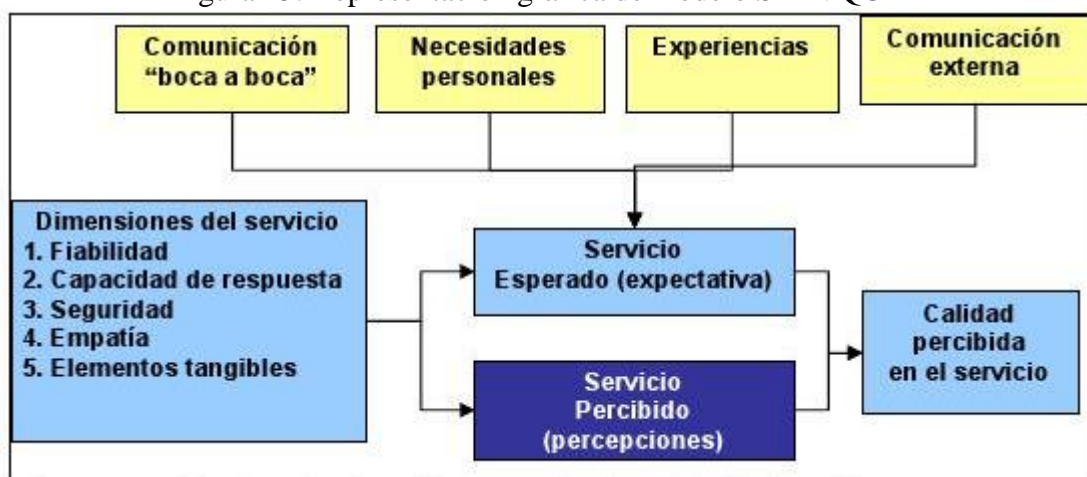 Comunicación
"boca a boca"
Necesidades
personales
Experiencias
Comunicación
externa
Dimensiones del servicio
1. Fiabilidad
2. Capacidad de respuesta
3. Seguridad
4. Empatía
5. Elementos tangibles
Servicio
Esperado (expectativa)
Servicio
Percibido
(percepciones)
Calidad
percibida
en el servicio